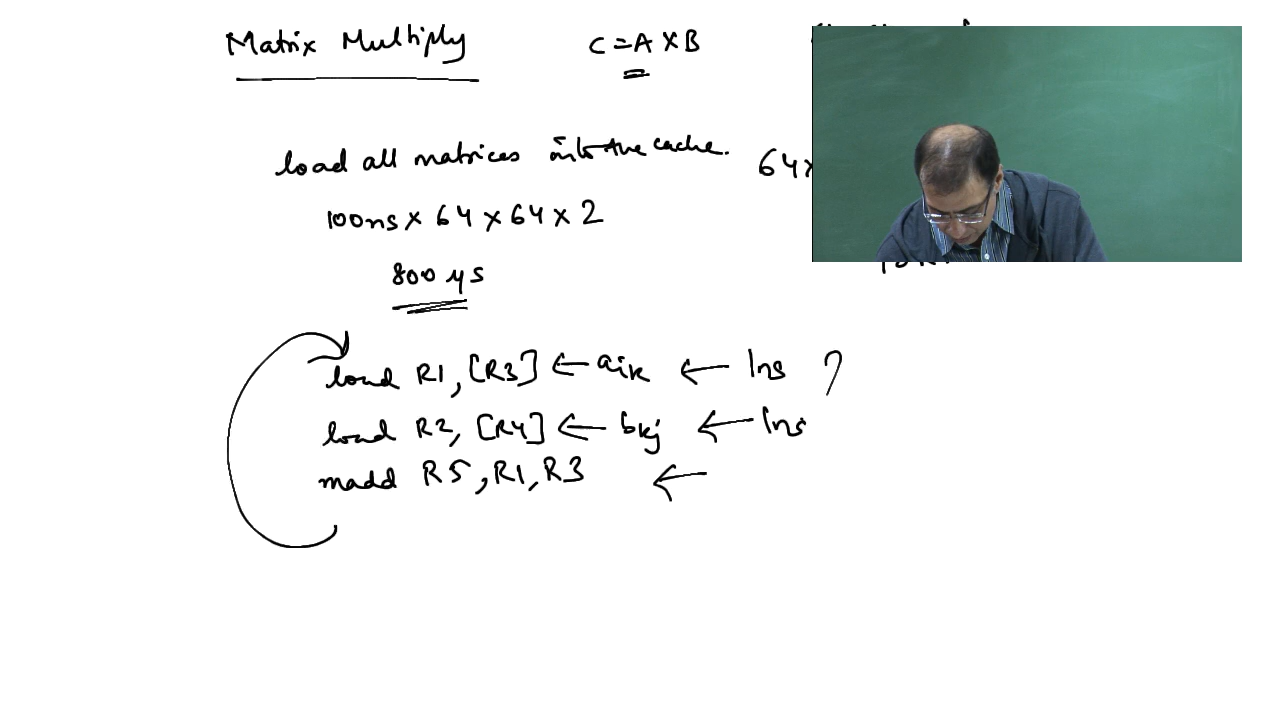 Matrix Multiply C = A X B
load all matrices into the cache. 64x
100ns x 64 x 64 x 2
800 μs
load R1, [R3] ← aik ← 1ns ?
load R2, [R4] ← bkj ← 1ns
madd R5, R1, R3 ←